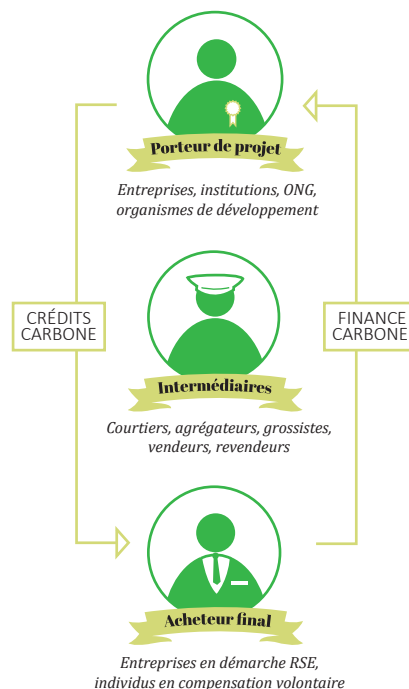 Porteur de projet
Entreprises, institutions, ONG,
organismes de développement
CRÉDITS
CARBONE
FINANCE
CARBONE
Intermédiaires
Courtiers, agrégateurs, grossistes,
vendeurs, revendeurs
Acheteur final
Entreprises en démarche RSE,
individus en compensation volontaire